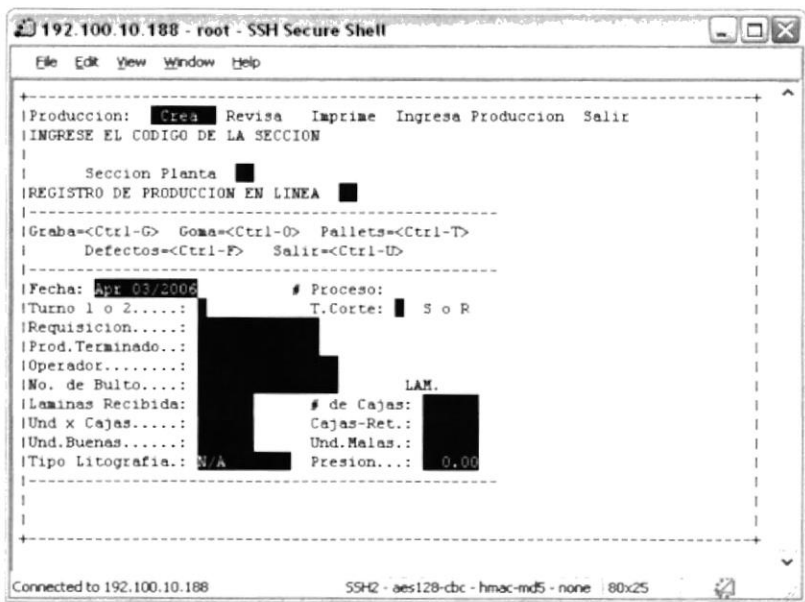 192.100.10.188 - root - SSH Secure Shell
File Edit View Window Help
Produccion: Crea Revisa Imprime Ingresa Produccion Salir
INGRESE EL CODIGO DE LA SECCION
Seccion Planta
REGISTRO DE PRODUCCION EN LINEA
Graba=<Ctrl-G> Goma=<Ctrl-O> Pallets=<Ctrl-T>
Defectos=<Ctrl-F> Salir=<Ctrl-U>
Fecha: Apr 03/2006 # Proceso:
Turno 1 o 2.....: T.Corte: S o R
Requisicion.....:
Prod.Terminado..:
Operador........:
No. de Bulto....: LAM.
Laminas Recibida: # de Cajas:
Und x Cajas.....: Cajas-Ret.:
Und.Buenas......: Und.Malas.:
Tipo Litografia.: N/A Presion...: 0.00
Connected to 192.100.10.188 SSH2 - aes128-cbc - hmac-md5 - none 80x25